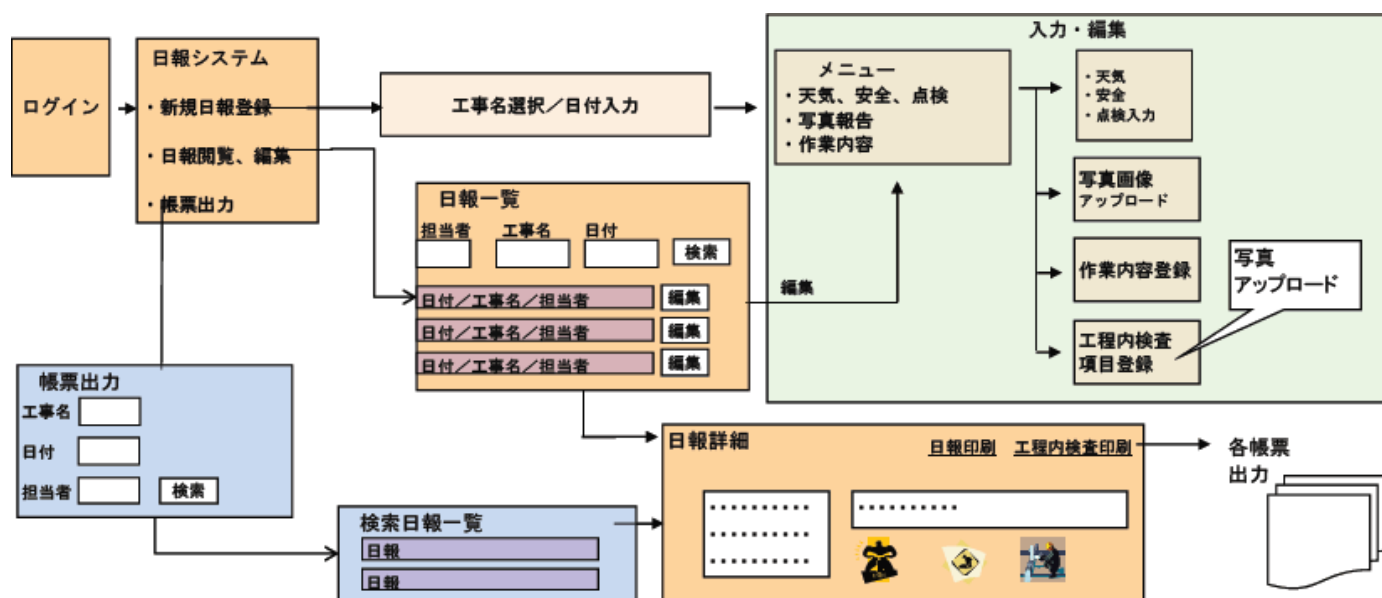 ログイン
日報システム
・新規日報登録
・日報閲覧、編集
・帳票出力
工事名選択／日付入力
入力・編集
メニュー
・天気、安全、点検
・写真報告
・作業内容
・天気
・安全
・点検入力
写真画像
アップロード
作業内容登録
工程内検査
項目登録
写真
アップロード
日報一覧
担当者 工事名 日付
検索
日付／工事名／担当者 編集
日付／工事名／担当者 編集
日付／工事名／担当者 編集
編集
帳票出力
工事名
日付
担当者 検索
検索日報一覧
日報
日報
日報詳細
日報印刷 工程内検査印刷
各帳票
出力